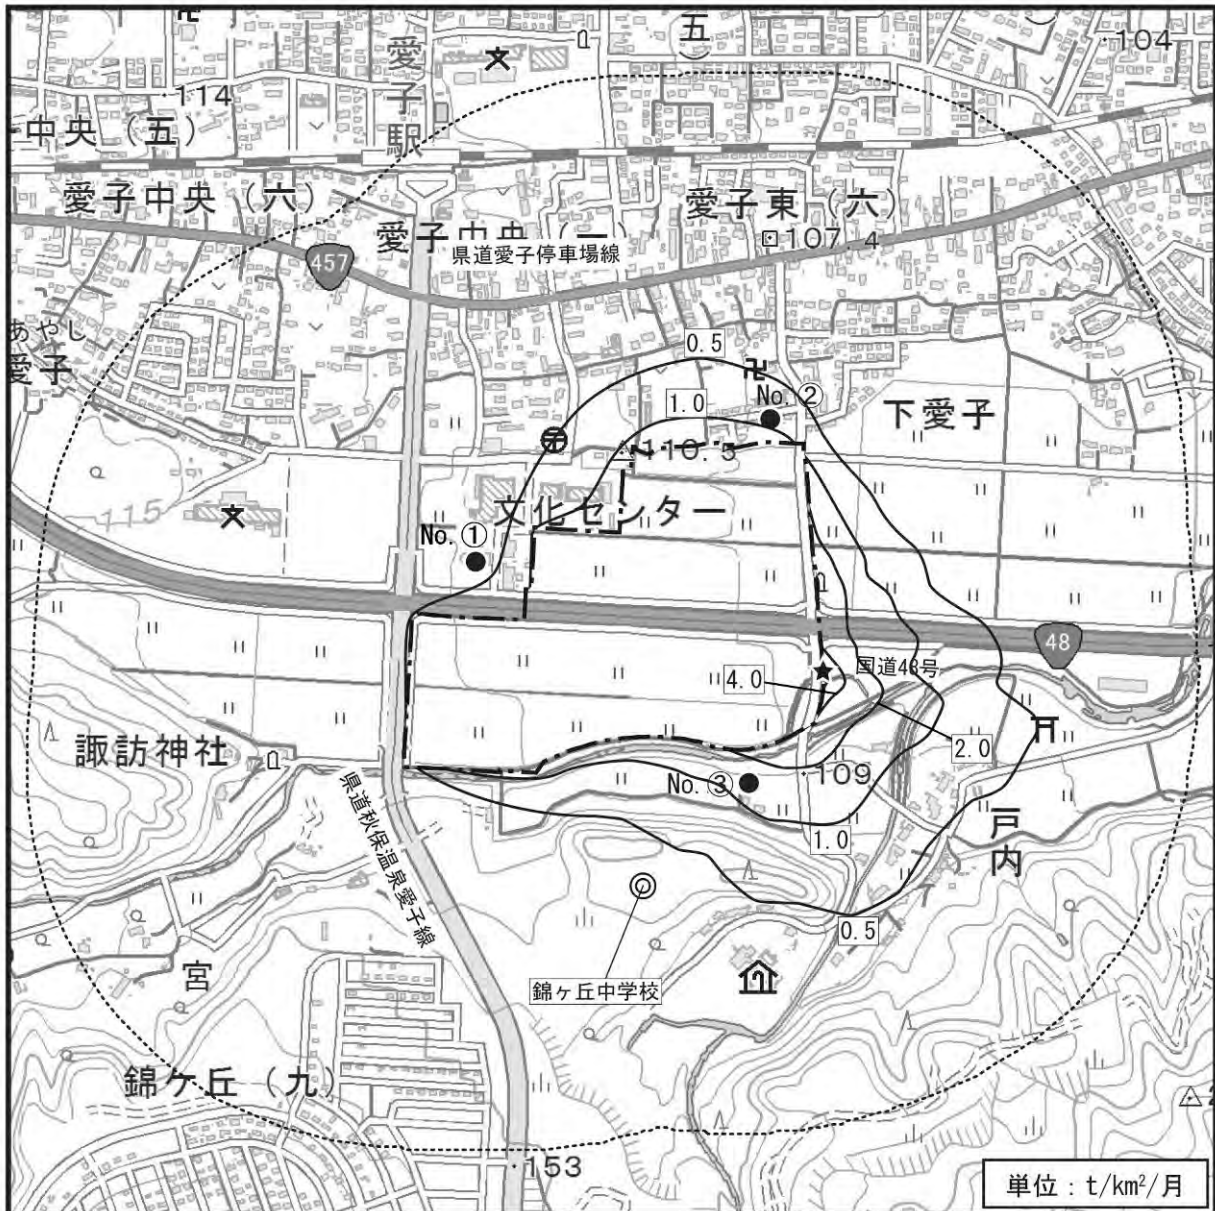 五
104
愛子駅
114
中央（五）
愛子中央（六）
愛子東（六）
愛子中央（一）
107.4
県道愛子停車場線
457
あやし
愛子
0.5
No.②
1.0
下愛子
110.5
文化センター
115
No.①
48
国道48号
4.0
諏訪神社
2.0
No.③
109
戸内
1.0
県道秋保温泉愛子線
0.5
宮
錦ヶ丘中学校
錦ケ丘（九）
153
単位：t/km²/月